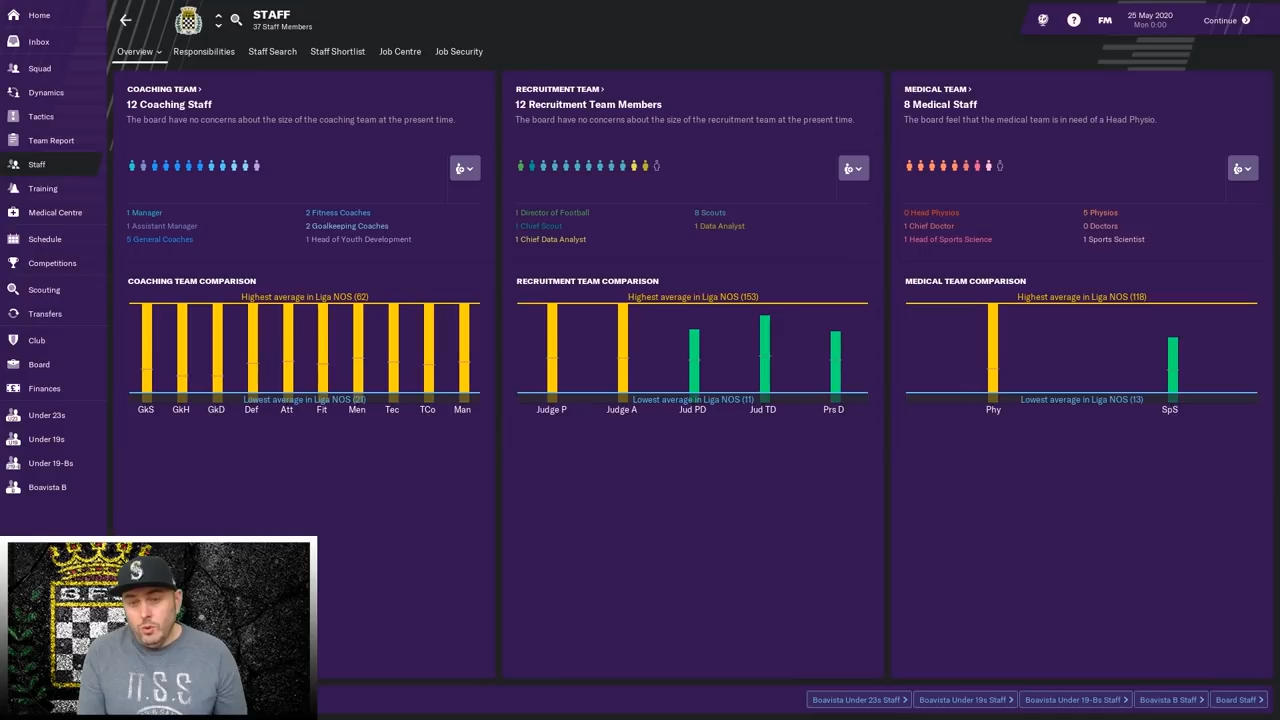 Home
Inbox
Squad
Dynamics
Tactics
Team Report
Staff
Training
Medical Centre
Schedule
Competitions
Scouting
Transfers
Club
Board
Finances
Under 23s
Under 19s
Under 19-Bs
Boavista B
STAFF
37 Staff Members
FM
25 May 2020
Mon 0:00
Continue
Overview
Responsibilities
Staff Search
Staff Shortlist
Job Centre
Job Security
COACHING TEAM >
12 Coaching Staff
The board have no concerns about the size of the coaching team at the present time.
1 Manager
2 Fitness Coaches
1 Assistant Manager
2 Goalkeeping Coaches
5 General Coaches
1 Head of Youth Development
COACHING TEAM COMPARISON
Highest average in Liga NOS (62)
Lowest average in Liga NOS (21)
GkS GkH GkD Def Att Fit Men Tec TCo Man
RECRUITMENT TEAM >
12 Recruitment Team Members
The board have no concerns about the size of the recruitment team at the present time.
1 Director of Football
8 Scouts
1 Chief Scout
1 Data Analyst
1 Chief Data Analyst
RECRUITMENT TEAM COMPARISON
Highest average in Liga NOS (153)
Lowest average in Liga NOS (11)
Judge P Judge A Jud PD Jud TD Prs D
MEDICAL TEAM >
8 Medical Staff
The board feel that the medical team is in need of a Head Physio.
0 Head Physios
5 Physios
1 Chief Doctor
0 Doctors
1 Head of Sports Science
1 Sports Scientist
MEDICAL TEAM COMPARISON
Highest average in Liga NOS (118)
Lowest average in Liga NOS (13)
Phy SpS
Boavista Under 23s Staff >
Boavista Under 19s Staff >
Boavista Under 19-Bs Staff >
Boavista B Staff >
Board Staff >